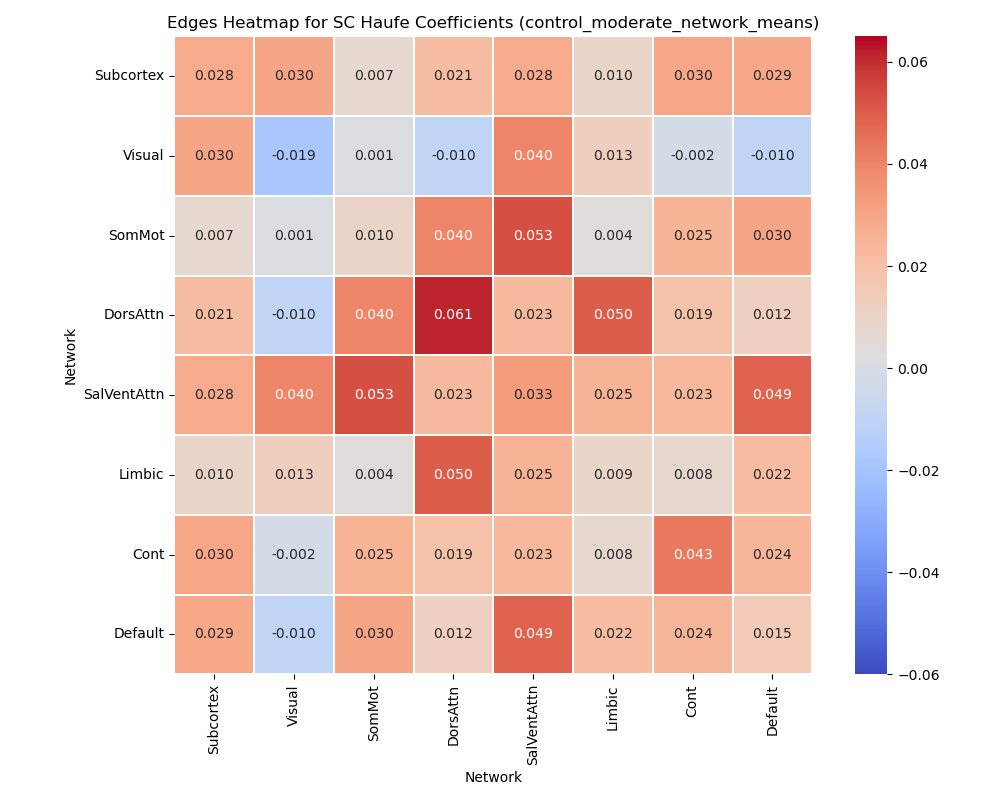 Edges Heatmap for SC Haufe Coefficients (control_moderate_network_means)
Subcortex 0.028 0.030 0.007 0.021 0.028 0.010 0.030 0.029
Visual 0.030 -0.019 0.001 -0.010 0.040 0.013 -0.002 -0.010
SomMot 0.007 0.001 0.010 0.040 0.053 0.004 0.025 0.030
DorsAttn 0.021 -0.010 0.040 0.061 0.023 0.050 0.019 0.012
SalVentAttn 0.028 0.040 0.053 0.023 0.033 0.025 0.023 0.049
Limbic 0.010 0.013 0.004 0.050 0.025 0.009 0.008 0.022
Cont 0.030 -0.002 0.025 0.019 0.023 0.008 0.043 0.024
Default 0.029 -0.010 0.030 0.012 0.049 0.022 0.024 0.015
Network
Subcortex Visual SomMot DorsAttn SalVentAttn Limbic Cont Default
Network
0.06
0.04
0.02
0.00
−0.02
−0.04
−0.06